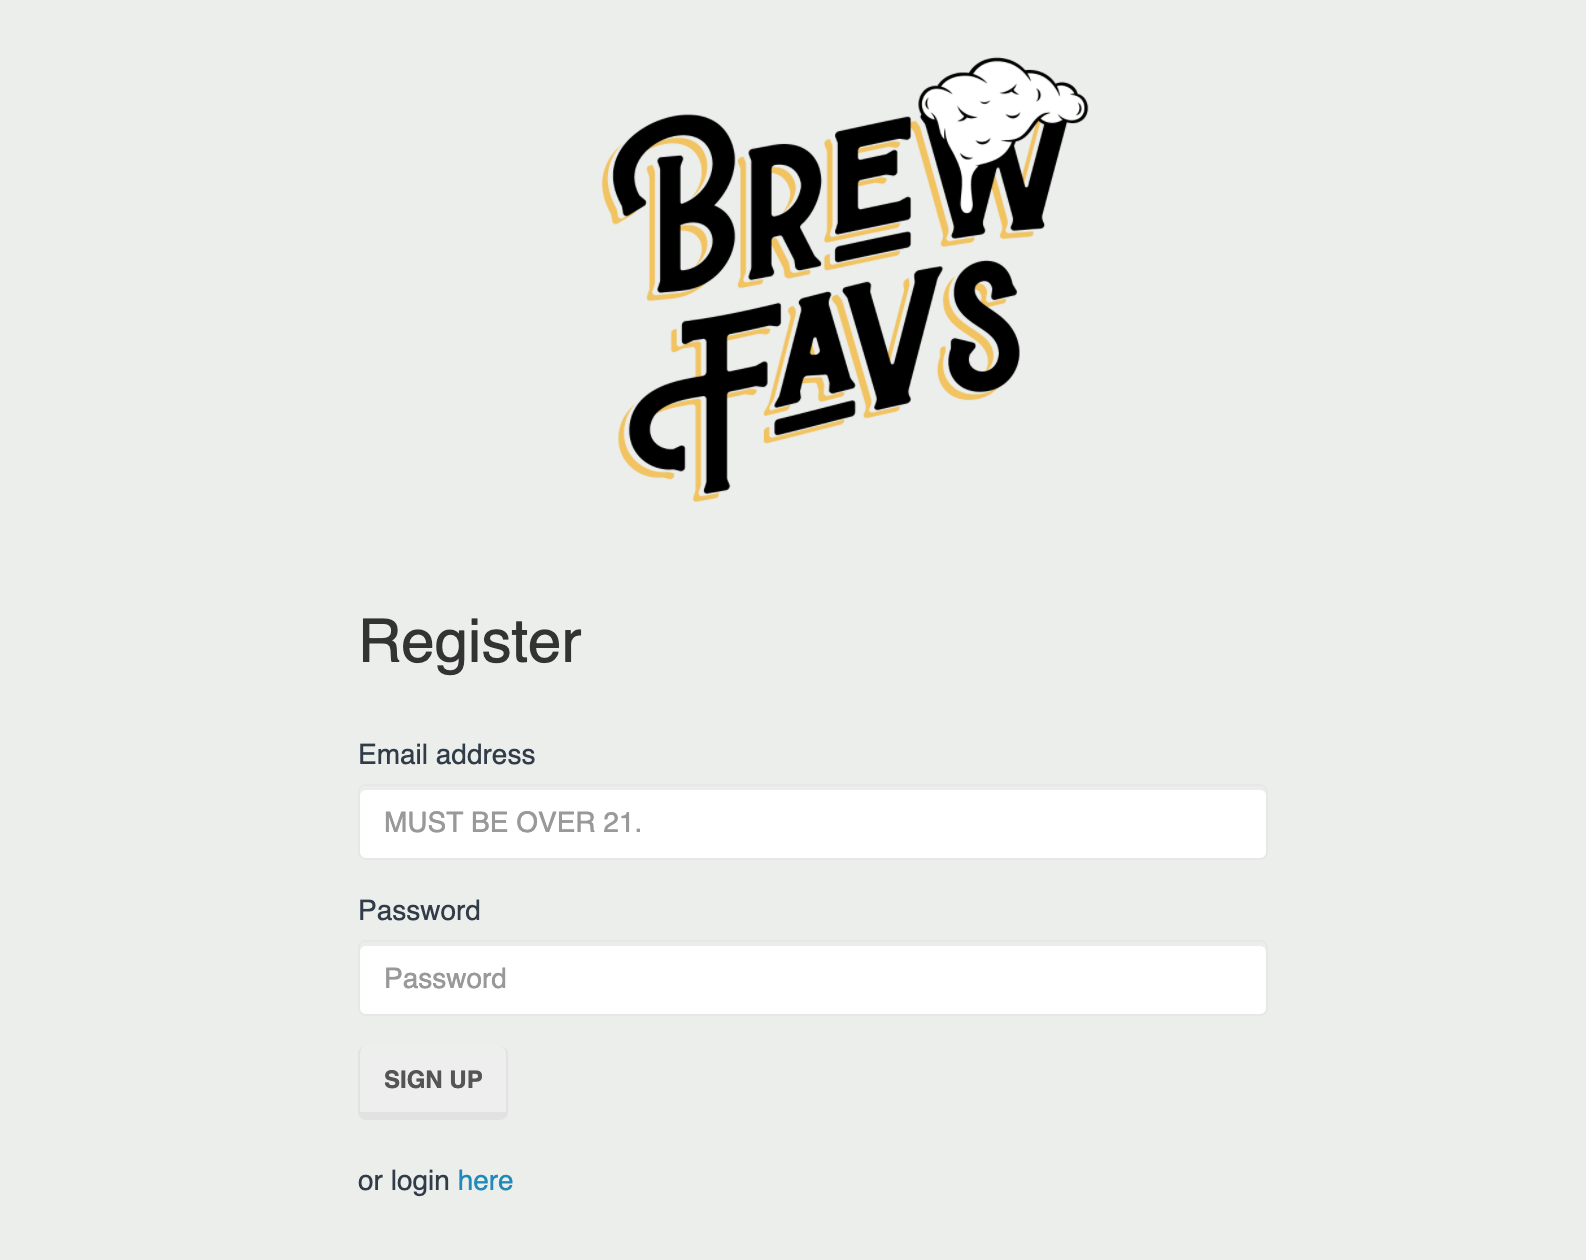 BREW
FAVS
Register
Email address
MUST BE OVER 21.
Password
Password
SIGN UP
or login here